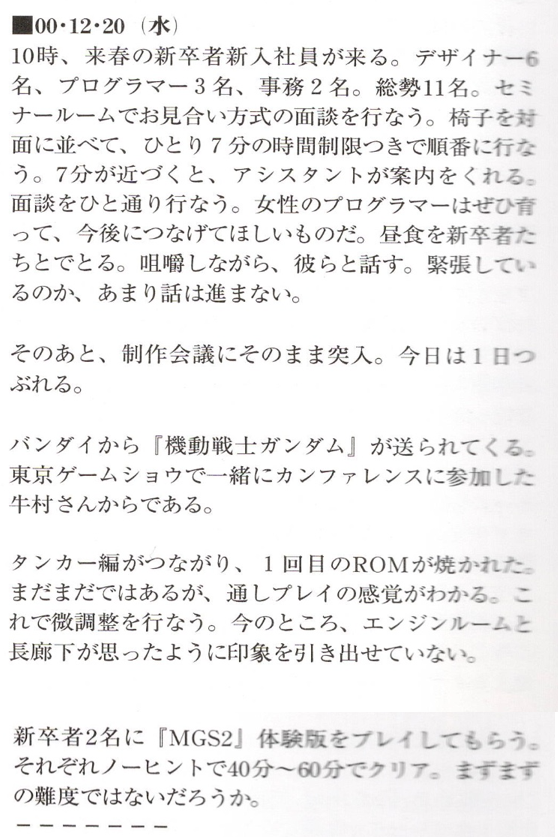 ■00・12・20（水）
10時、来春の新卒者新入社員が来る。デザイナー6
名、プログラマー３名、事務２名。総勢11名。セミ
ナールームでお見合い方式の面談を行なう。椅子を対
面に並べて、ひとり７分の時間制限つきで順番に行な
う。7分が近づくと、アシスタントが案内をくれる。
面談をひと通り行なう。女性のプログラマーはぜひ育
って、今後につなげてほしいものだ。昼食を新卒者た
ちとでとる。咀嚼しながら、彼らと話す。緊張してい
るのか、あまり話は進まない。
そのあと、制作会議にそのまま突入。今日は１日つ
ぶれる。
バンダイから『機動戦士ガンダム』が送られてくる。
東京ゲームショウで一緒にカンファレンスに参加した
牛村さんからである。
タンカー編がつながり、１回目のROMが焼かれた。
まだまだではあるが、通しプレイの感覚がわかる。こ
れで微調整を行なう。今のところ、エンジンルームと
長廊下が思ったように印象を引き出せていない。
新卒者2名に『MGS2』体験版をプレイしてもらう。
それぞれノーヒントで40分〜60分でクリア。まずまず
の難度ではないだろうか。
－－－－－－－